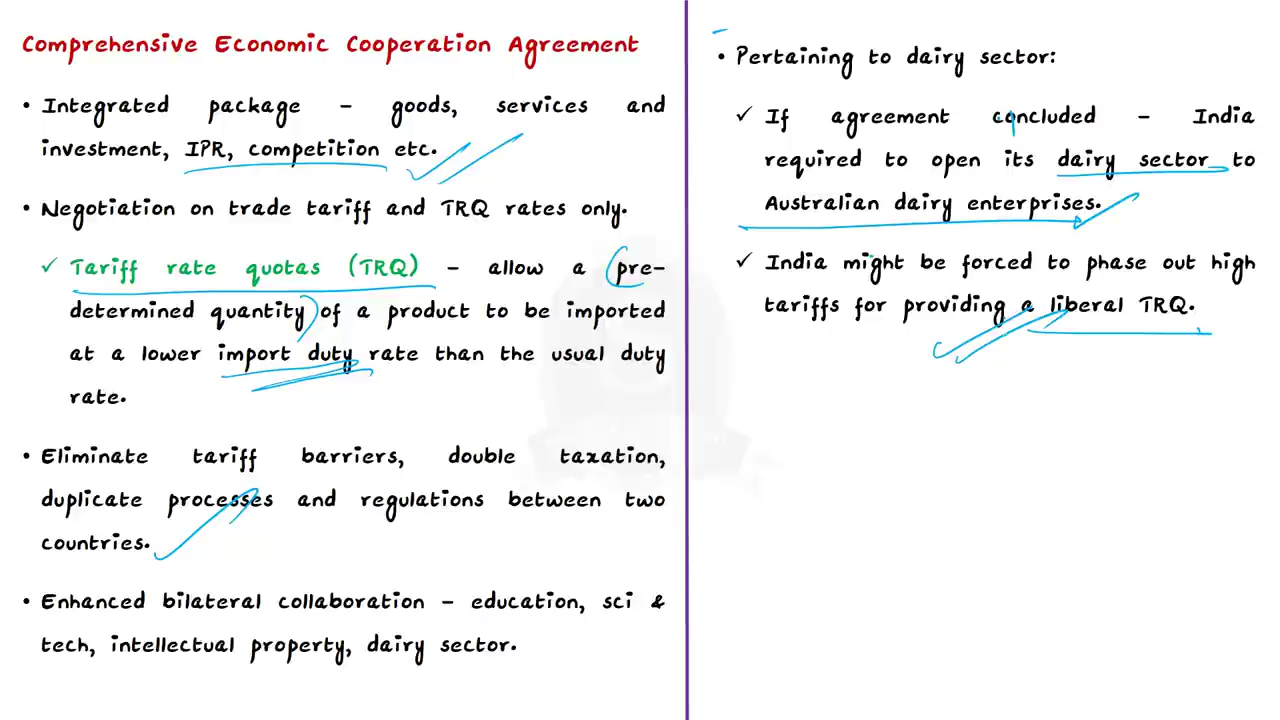 Comprehensive Economic Cooperation Agreement
• Integrated package – goods, services and
investment, IPR, competition etc.
• Negotiation on trade tariff and TRQ rates only.
✓ Tariff rate quotas (TRQ) – allow a pre-
determined quantity of a product to be imported
at a lower import duty rate than the usual duty
rate.
• Eliminate tariff barriers, double taxation,
duplicate processes and regulations between two
countries.
• Enhanced bilateral collaboration – education, sci &
tech, intellectual property, dairy sector.
• Pertaining to dairy sector:
✓ If agreement concluded – India
required to open its dairy sector to
Australian dairy enterprises.
✓ India might be forced to phase out high
tariffs for providing a liberal TRQ.